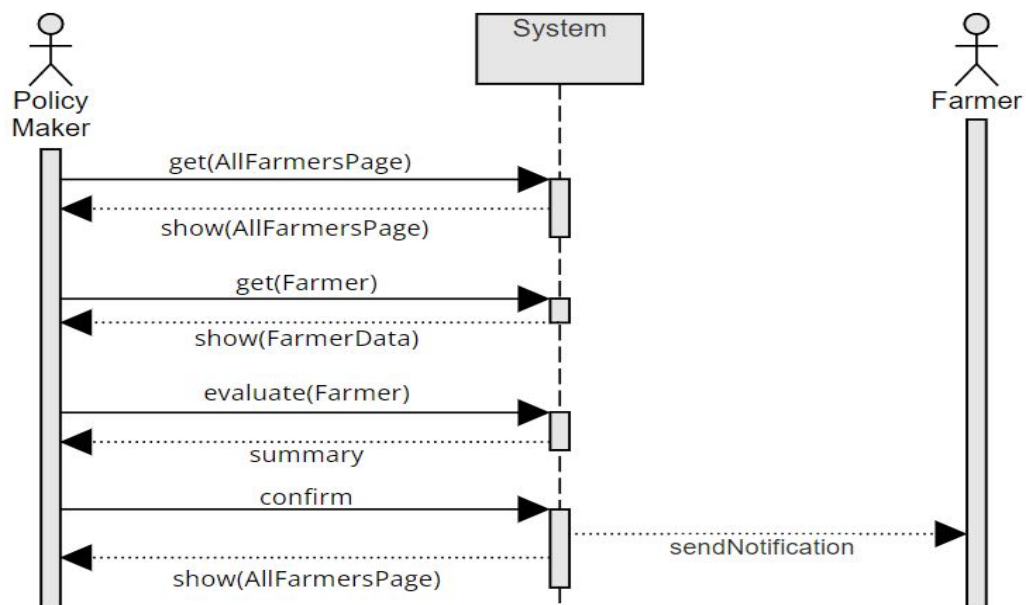 System
Policy
Maker
Farmer
get(AllFarmersPage)
show(AllFarmersPage)
get(Farmer)
show(FarmerData)
evaluate(Farmer)
summary
confirm
sendNotification
show(AllFarmersPage)